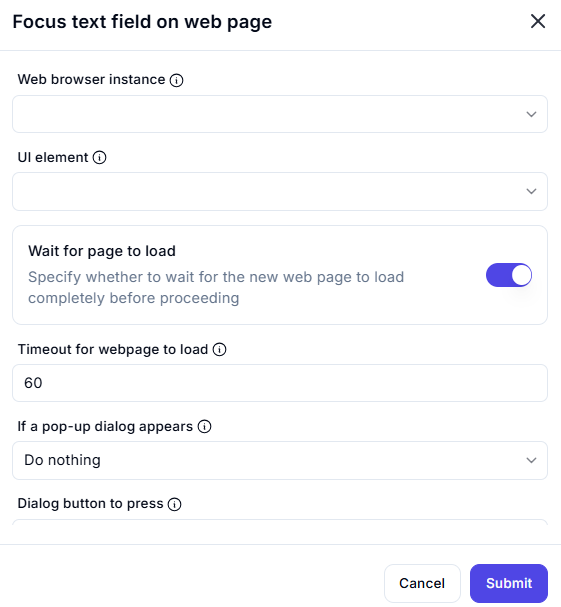 Focus text field on web page
Web browser instance
UI element
Wait for page to load
Specify whether to wait for the new web page to load
completely before proceeding
Timeout for webpage to load
60
If a pop-up dialog appears
Do nothing
Dialog button to press
Cancel
Submit